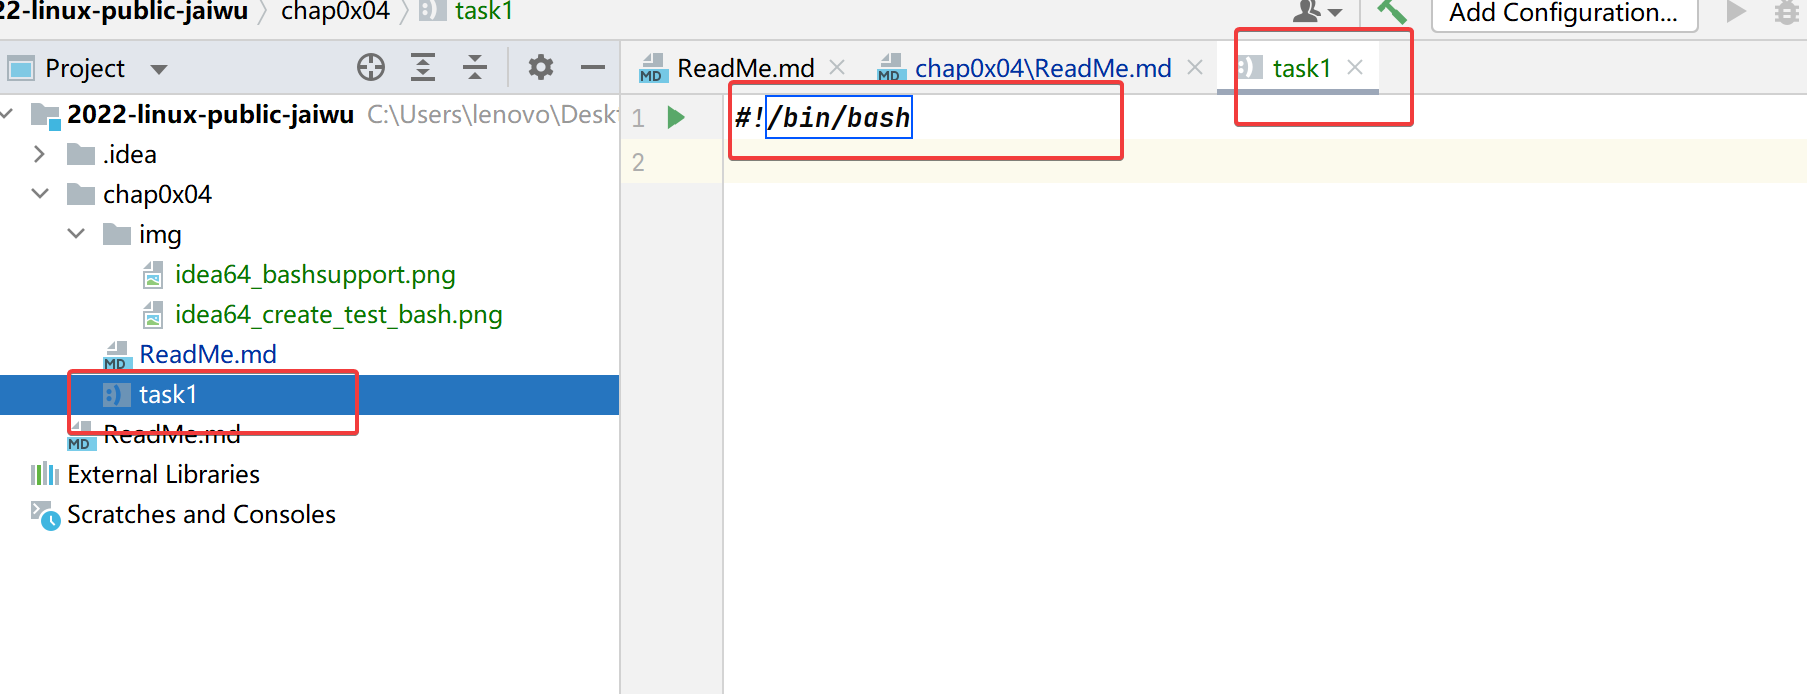 22-linux-public-jaiwu chap0x04 task1
Add Configuration...
Project
ReadMe.md chap0x04\ReadMe.md task1
2022-linux-public-jaiwu C:\Users\lenovo\Deskt
1 #!/bin/bash
.idea
2
chap0x04
img
idea64_bashsupport.png
idea64_create_test_bash.png
MD ReadMe.md
task1
MD ReadMe.md
External Libraries
Scratches and Consoles